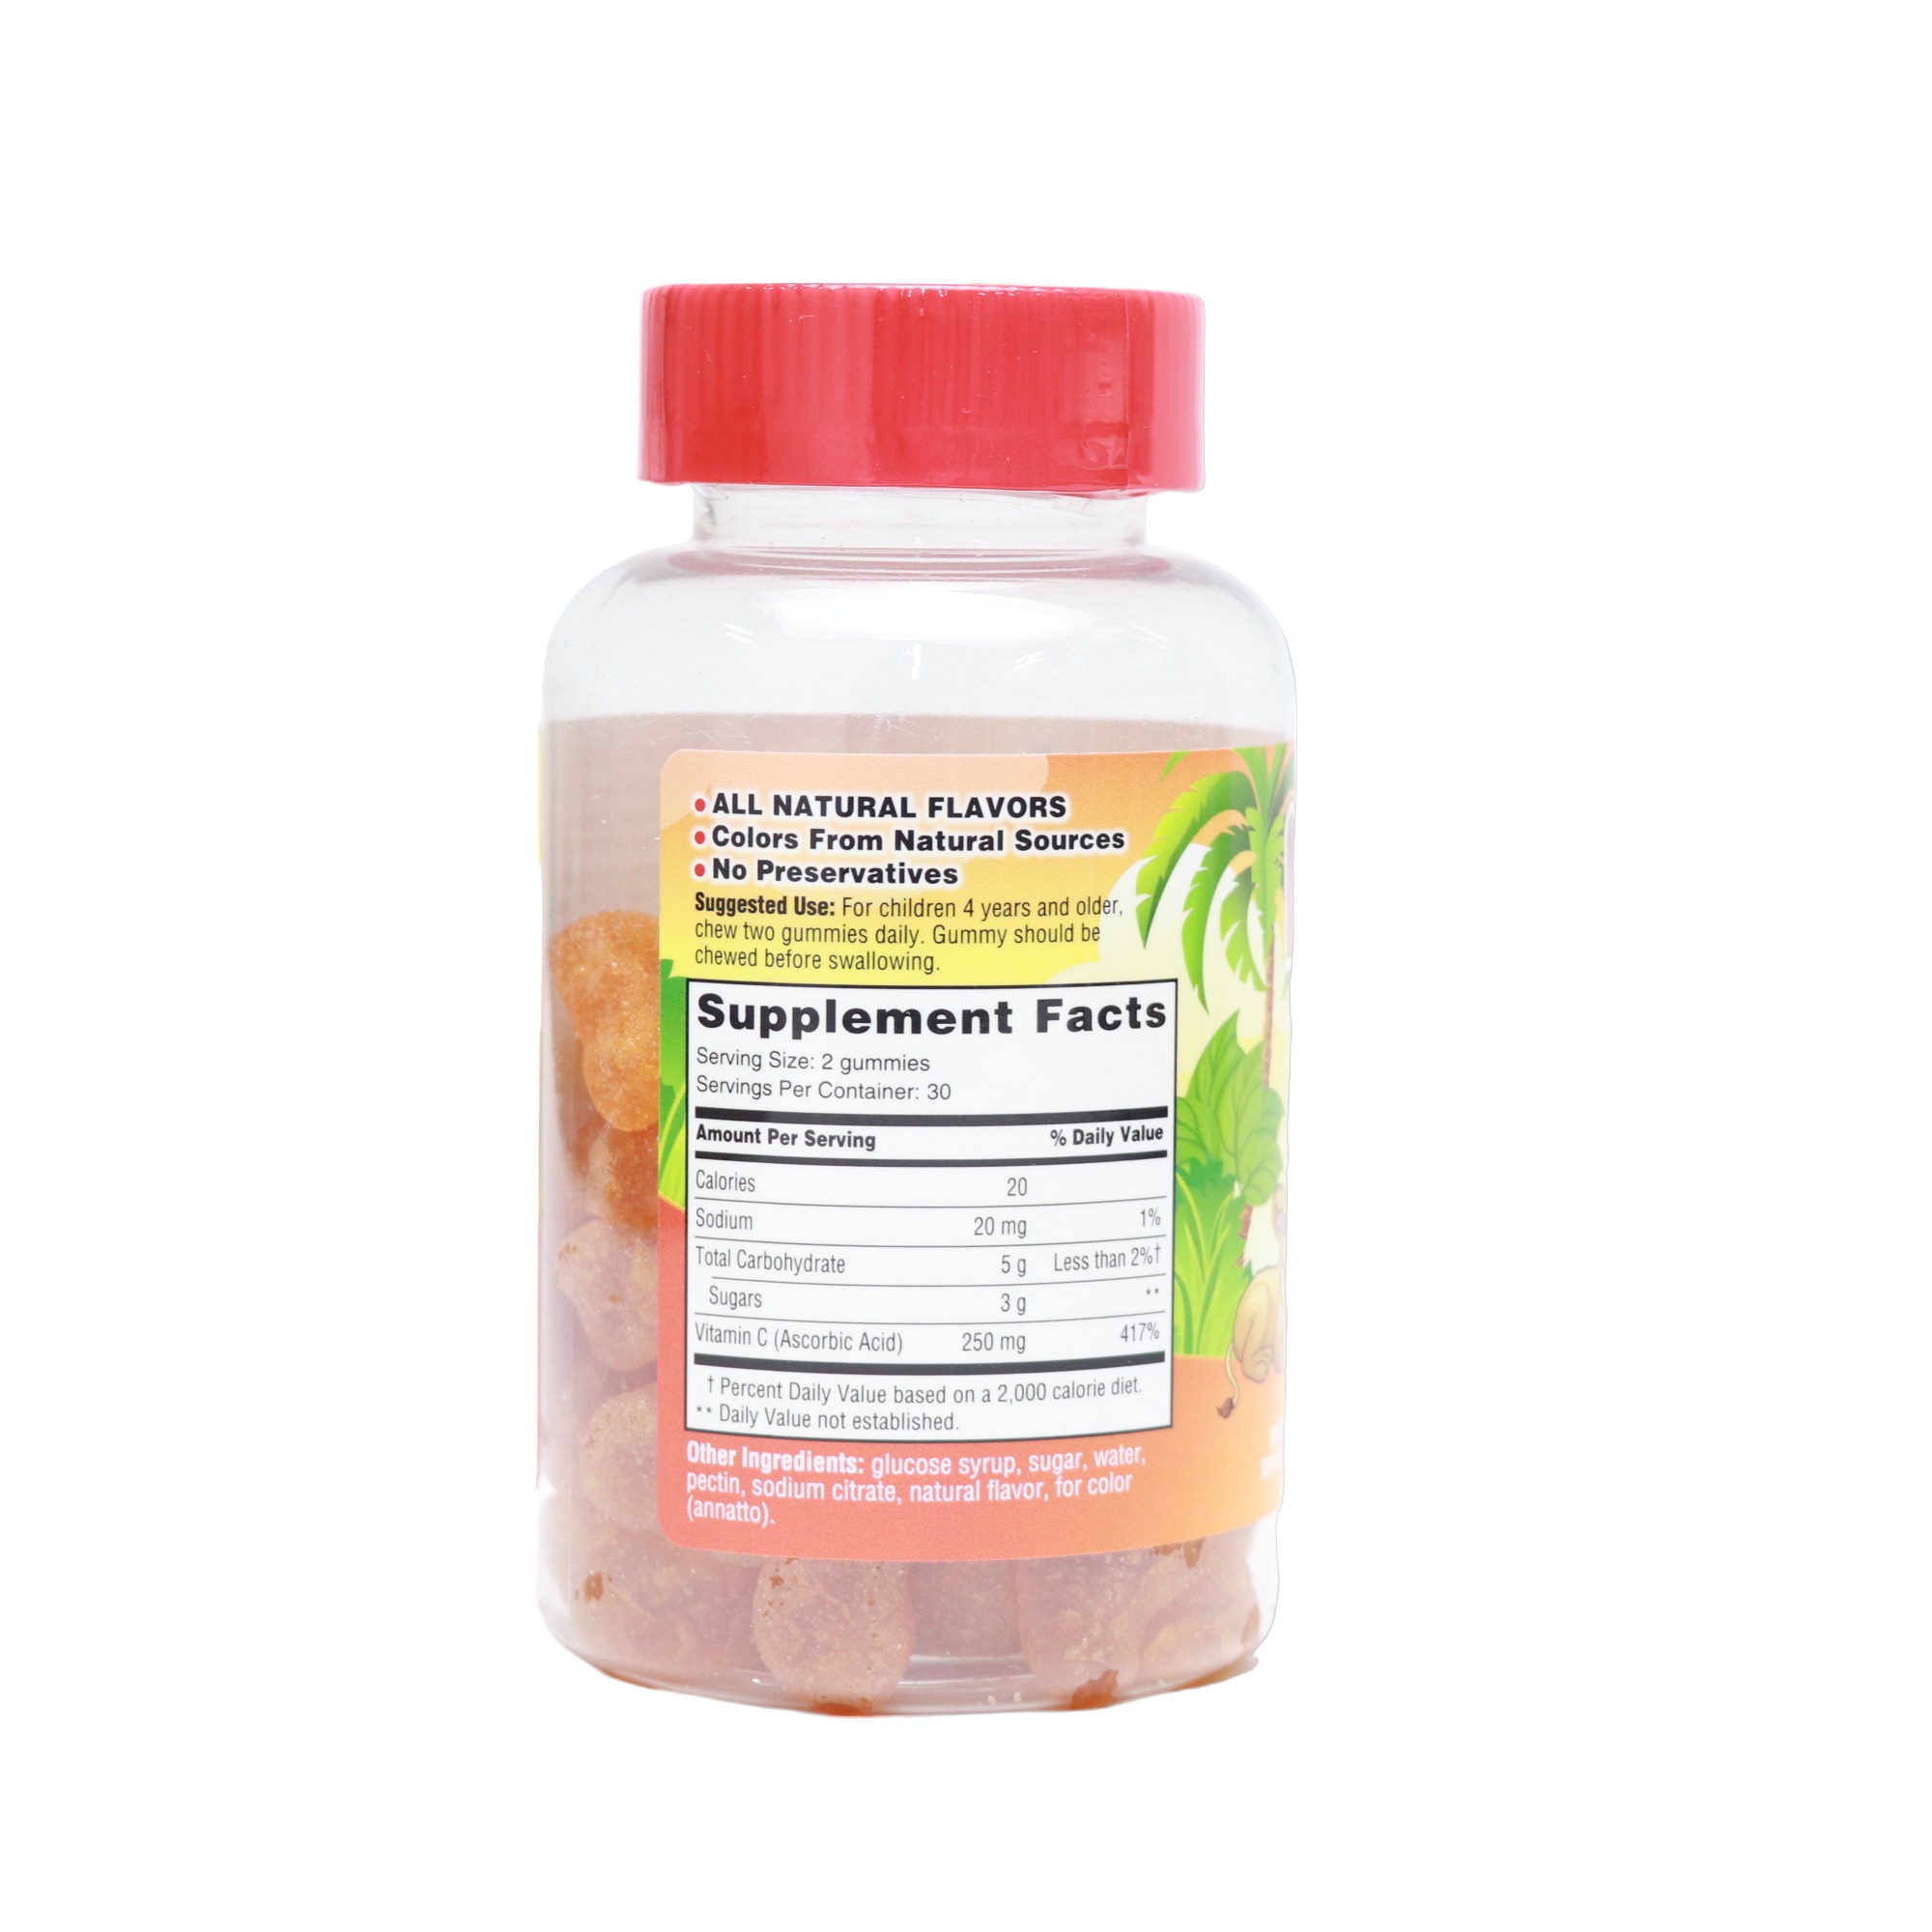 • ALL NATURAL FLAVORS
• Colors From Natural Sources
• No Preservatives
Suggested Use: For children 4 years and older,
chew two gummies daily. Gummy should be
chewed before swallowing.
Supplement Facts
Serving Size: 2 gummies
Servings Per Container: 30
Amount Per Serving % Daily Value
Calories 20
Sodium 20 mg 1%
Total Carbohydrate 5 g Less than 2%†
Sugars 3 g **
Vitamin C (Ascorbic Acid) 250 mg 417%
† Percent Daily Value based on a 2,000 calorie diet.
** Daily Value not established.
Other Ingredients: glucose syrup, sugar, water,
pectin, sodium citrate, natural flavor, for color
(annatto).